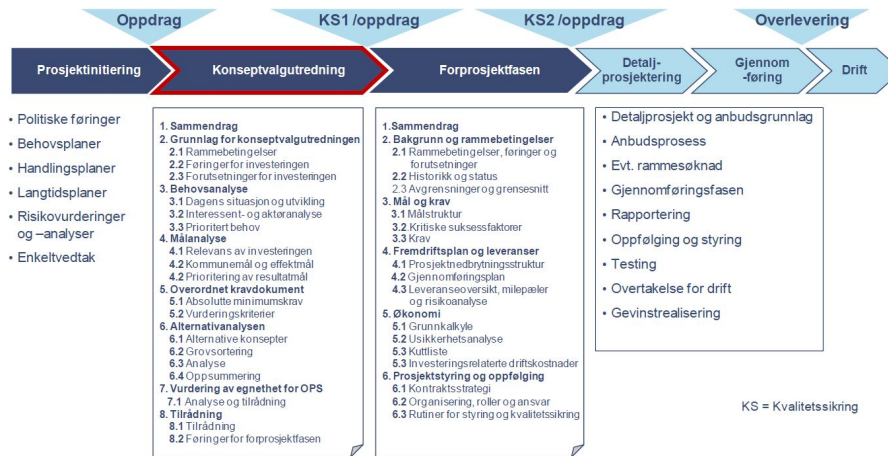 Oppdrag
KS1 /oppdrag
KS2/oppdrag
Overlevering
Prosjektinitiering
Konseptvalgutredning
Forprosjektfasen
Detalj-
prosjektering
Gjennom
-føring
Drift
• Politiske føringer
• Behovsplaner
• Handlingsplaner
• Langtidsplaner
• Risikovurderinger
og –analyser
• Enkeltvedtak
1. Sammendrag
2. Grunnlag for konseptvalgutredningen
2.1 Rammebetingelser
2.2 Føringer for investeringen
2.3 Forutsetninger for investeringen
3. Behovsanalyse
3.1 Dagens situasjon og utvikling
3.2 Interessent- og aktøranalyse
3.3 Prioritert behov
4. Målanalyse
4.1 Relevans av investeringen
4.2 Kommunemål og effektmål
4.2 Prioritering av resultatmål
5. Overordnet kravdokument
5.1 Absolutte minimumskrav
5.2 Vurderingskriterier
6. Alternativanalysen
6.1 Alternative konsepter
6.2 Grovsortering
6.3 Analyse
6.4 Oppsummering
7. Vurdering av egnethet for OPS
7.1 Analyse og tilrådning
8. Tilrådning
8.1 Tilrådning
8.2 Føringer for forprosjektfasen
1.Sammendrag
2. Bakgrunn og rammebetingelser
2.1 Rammebetingelser, føringer og
forutsetninger
2.2 Historikk og status
2.3 Avgrensninger og grensesnitt
3. Mål og krav
3.1 Målstruktur
3.2. Kritiske suksessfaktorer
3.3 Krav
4. Fremdriftsplan og leveranser
4.1 Prosjektnedbrytningsstruktur
4.2 Gjennomføringsplan
4.3 Leveranseoversikt, milepæler
og risikoanalyse
5. Økonomi
5.1 Grunnkalkyle
5.2 Usikkerhetsanalyse
5.3 Kuttliste
5.3 Investeringsrelaterte driftskostnader
6. Prosjektstyring og oppfølging
6.1 Kontraktsstrategi
6.2 Organisering, roller og ansvar
6.3 Rutiner for styring og kvalitetssikring
• Detaljprosjekt og anbudsgrunnlag
• Anbudsprosess
• Evt. rammesøknad
• Gjennomføringsfasen
• Rapportering
• Oppfølging og styring
• Testing
• Overtakelse for drift
• Gevinstrealisering
KS = Kvalitetssikring